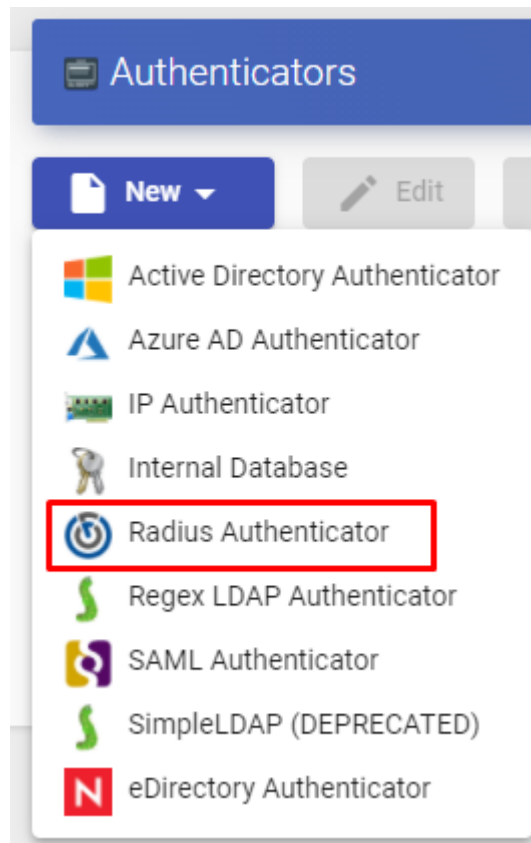 Authenticators
New
Edit
Active Directory Authenticator
Azure AD Authenticator
IP Authenticator
Internal Database
Radius Authenticator
Regex LDAP Authenticator
SAML Authenticator
SimpleLDAP (DEPRECATED)
eDirectory Authenticator